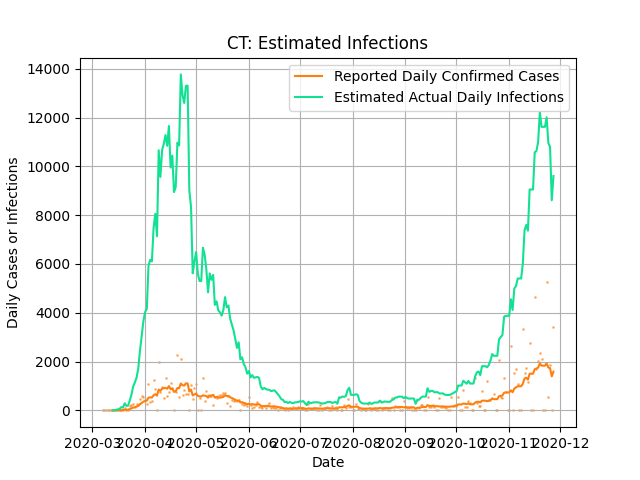 CT: Estimated Infections
Reported Daily Confirmed Cases
Estimated Actual Daily Infections
Daily Cases or Infections
14000
12000
10000
8000
6000
4000
2000
0
2020-03 2020-04 2020-05 2020-06 2020-07 2020-08 2020-09 2020-10 2020-11 2020-12
Date